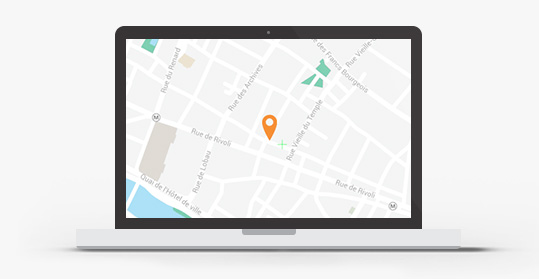 Rue du Renard
Rue des Archives
Rue des Francs Bourgeois
Rue Vieille-
Rue Vieille du Temple
M
Rue de Rivoli
Rue de Lobau
Quai de l'Hôtel de ville
Rue de Rivoli
M